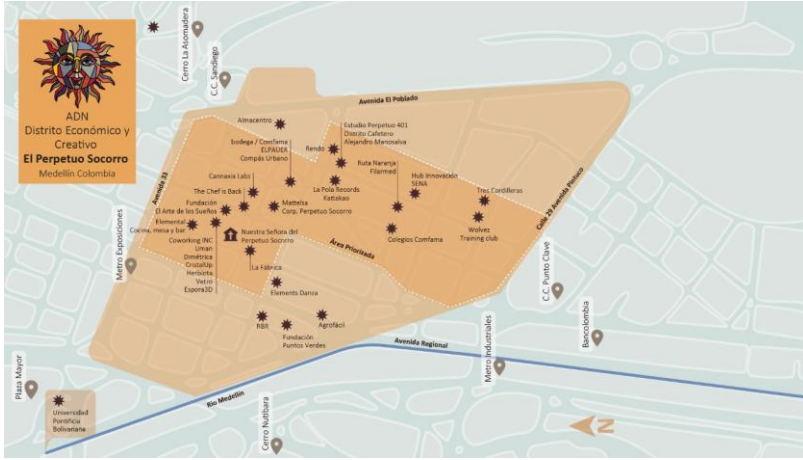 ADN
Distrito Económico y
Creativo
El Perpetuo Socorro
Medellín Colombia
Cerro La Asomadera
C.C. Sandiego
Avenida El Poblado
Almacentro
Estudio Perpetuo 401
Distrito Cafetero
Alejandro Manosalva
bodega / Comfama
ELPAUER
Compás Urbano
Rendo
Ruta Naranja
Filarmed
Hub Innovación
SENA
Tres Cordilleras
Avenida 33
Cannaxia Labs
The Chef is Back
La Pola Records
Kattakao
Fundación
El Arte de los Sueños
Mattelsa
Corp. Perpetuo Socorro
Wolvez
Training club
Calle 29 Avenida Pintuco
Elemental
Cocina, mesa y bar
Nuestra Señora del
Perpetuo Socorro
Área Priorizada
Colegios Comfama
Coworking INC
Uman
Dimétrica
CristalUp
Herbiota
Vetro
Espora3D
La Fábrica
Metro Exposiciones
Elements Danza
C.C. Punto Clave
RBR
Fundación
Puntos Verdes
Agrofácil
Avenida Regional
Bancolombia
Metro Industriales
Plaza Mayor
Río Medellín
Universidad
Pontificia
Bolivariana
Cerro Nutibara
N